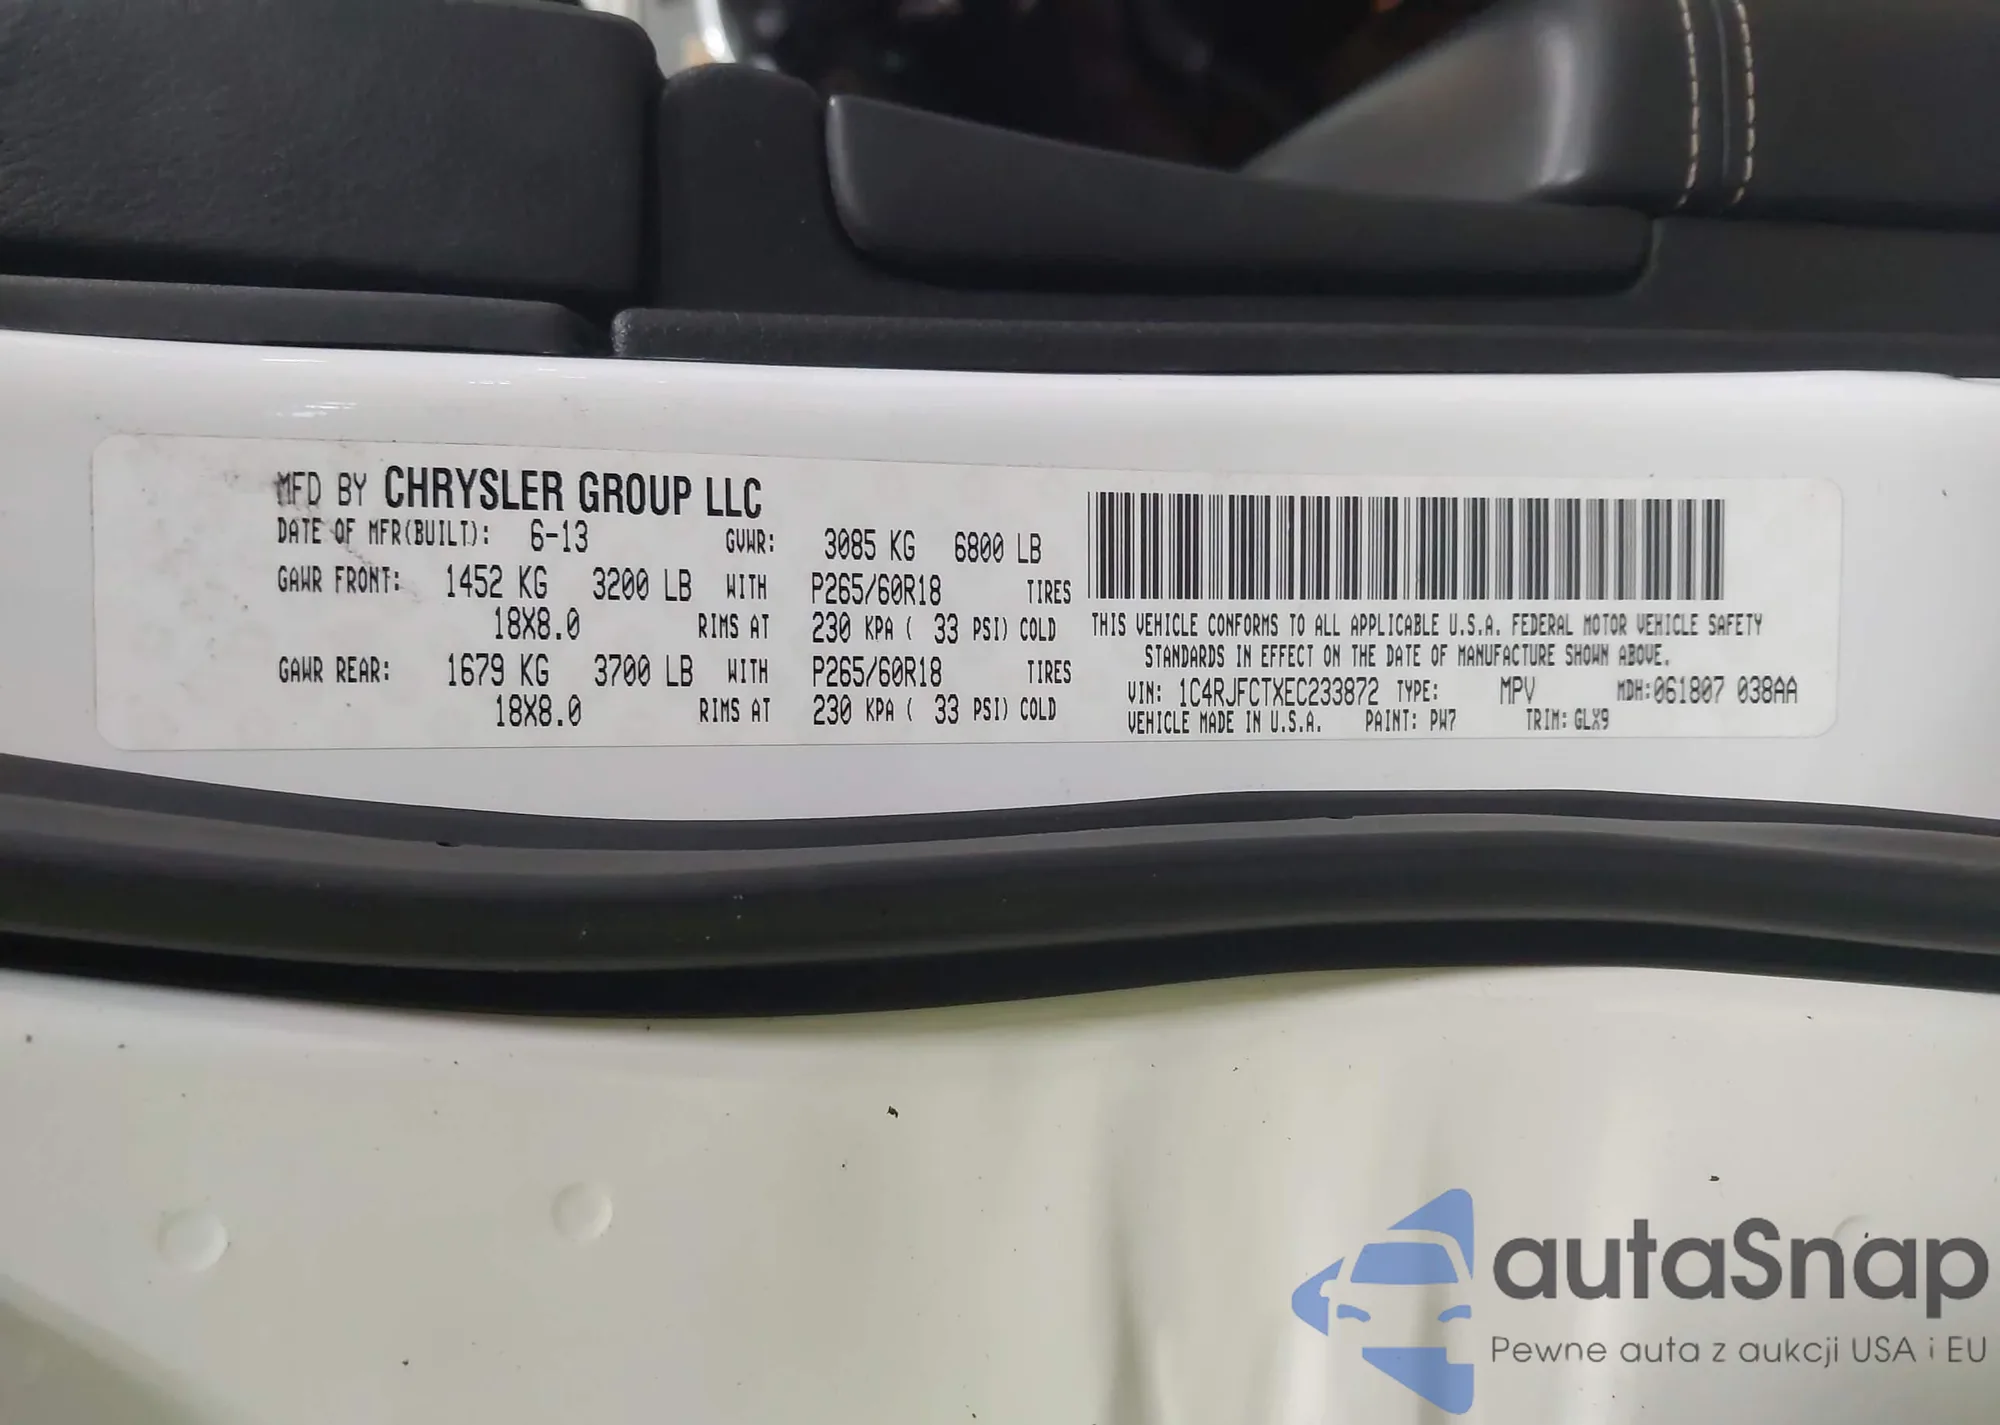 MFD BY CHRYSLER GROUP LLC
DATE OF MFR(BUILT): 6-13 GVWR: 3085 KG 6800 LB
GAWR FRONT: 1452 KG 3200 LB WITH P265/60R18 TIRES
18X8.0 RIMS AT 230 KPA ( 33 PSI) COLD
GAWR REAR: 1679 KG 3700 LB WITH P265/60R18 TIRES
18X8.0 RIMS AT 230 KPA ( 33 PSI) COLD
THIS VEHICLE CONFORMS TO ALL APPLICABLE U.S.A. FEDERAL MOTOR VEHICLE SAFETY
STANDARDS IN EFFECT ON THE DATE OF MANUFACTURE SHOWN ABOVE.
VIN: 1C4RJFCTXEC233872 TYPE: MPV MDH:061807 038AA
VEHICLE MADE IN U.S.A. PAINT: PW7 TRIM: GLX9
autaSnap
Pewne auta z aukcji USA i EU